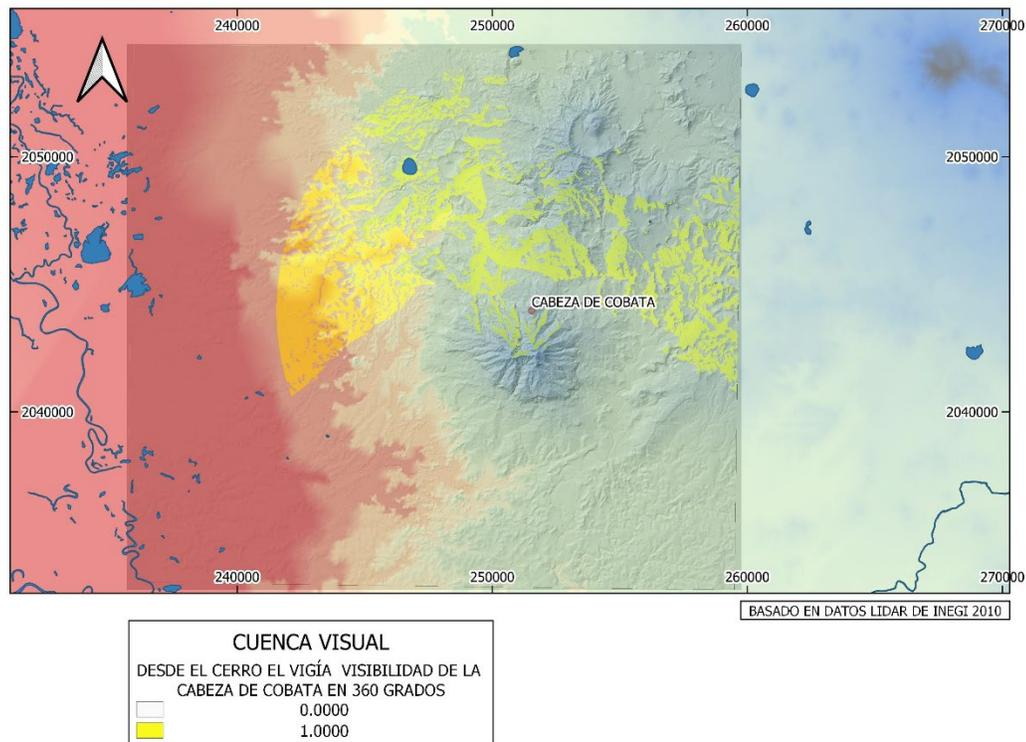 240000 250000 260000 270000
2050000 2050000
CABEZA DE COBATA
2040000 2040000
240000 250000 260000 270000
BASADO EN DATOS LIDAR DE INEGI 2010
CUENCA VISUAL
DESDE EL CERRO EL VIGÍA VISIBILIDAD DE LA
CABEZA DE COBATA EN 360 GRADOS
0.0000
1.0000